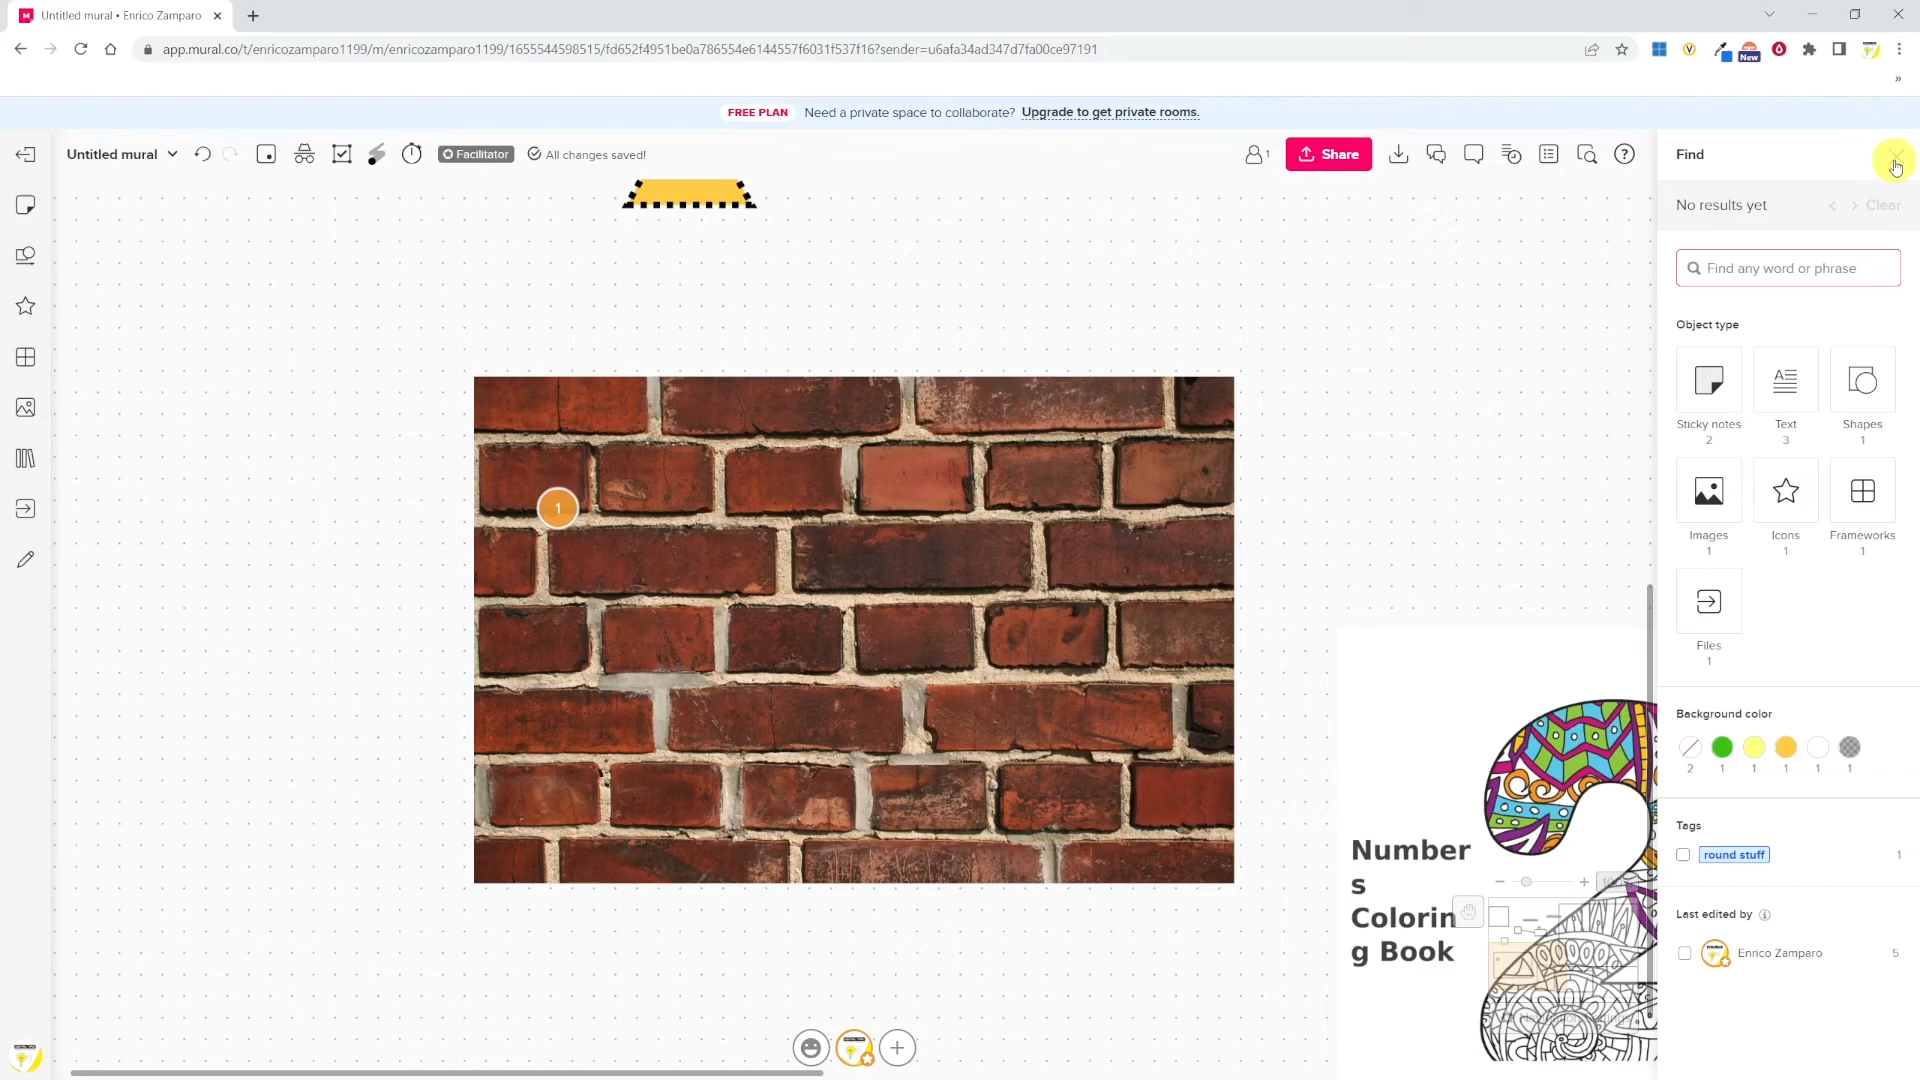 Untitled mural • Enrico Zamparo
app.mural.co/t/enricozamparo1199/m/enricozamparo1199/1655544598515/fd652f4951be0a786554e6144557f6031f537f16?sender=u6afa34ad347d7fa00ce97191
New
»
FREE PLAN Need a private space to collaborate? Upgrade to get private rooms.
Untitled mural
Facilitator
All changes saved!
1
Share
Find
No results yet
Clear
Find any word or phrase
Object type
Sticky notes Text Shapes
2 3 1
Images Icons Frameworks
1 1 1
Files
1
Background color
2 1 1 1 1 1
Tags
round stuff 1
Last edited by
Enrico Zamparo 5
1
Number
s
Colorin
g Book